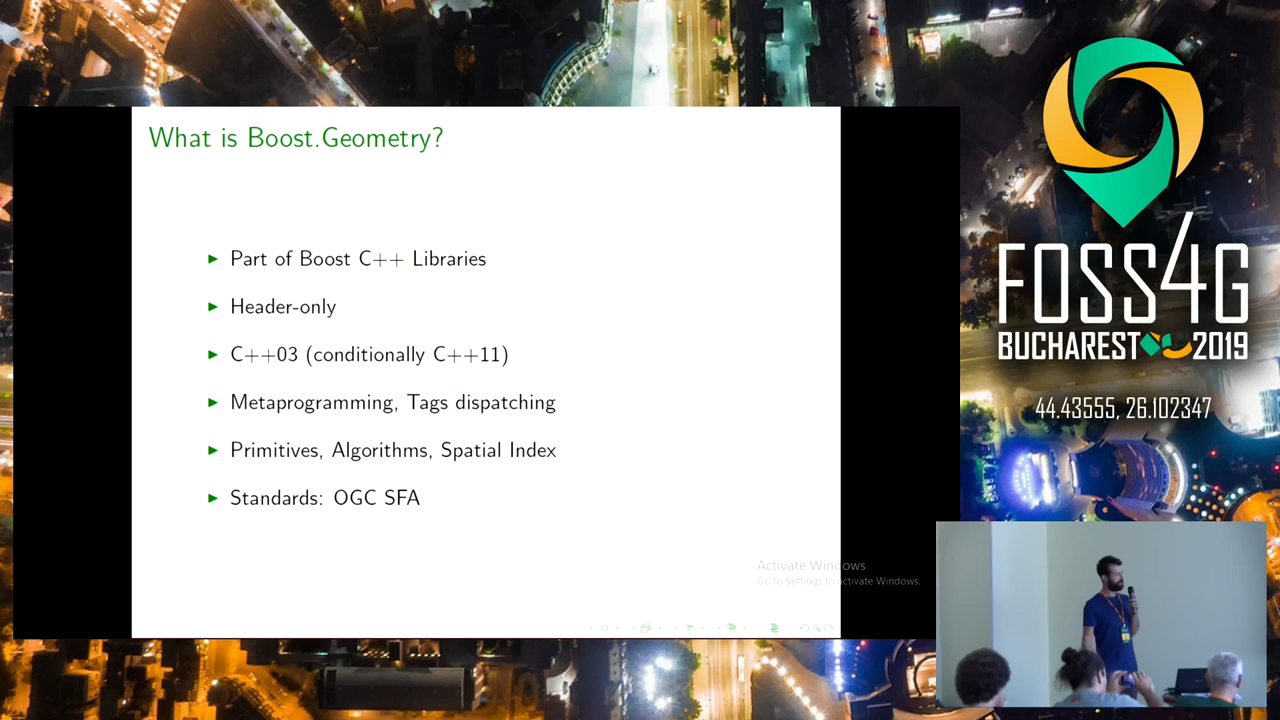 What is Boost.Geometry?
Part of Boost C++ Libraries
Header-only
C++03 (conditionally C++11)
Metaprogramming, Tags dispatching
Primitives, Algorithms, Spatial Index
Standards: OGC SFA
Activate Windows
Go to Settings to activate Windows.
FOSS4G
BUCHAREST 2019
44.43555, 26.102347